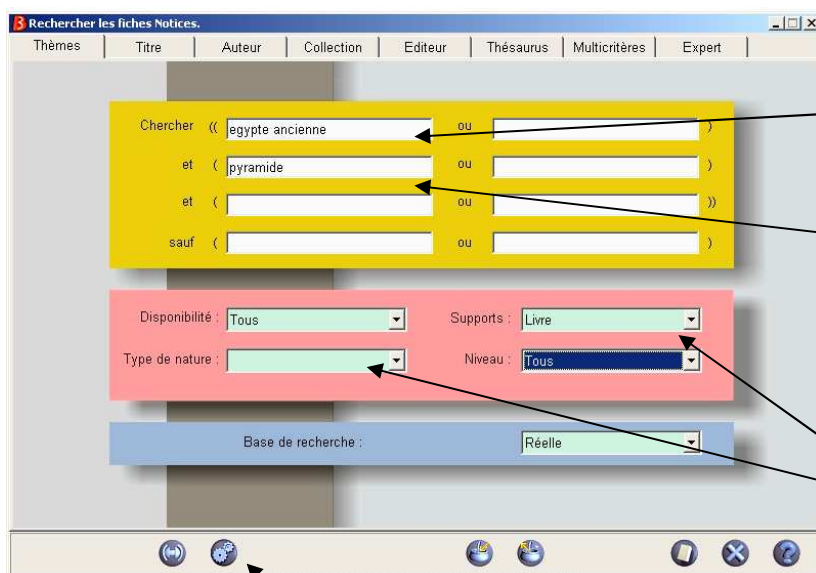 Rechercher les fiches Notices.
Thèmes Titre Auteur Collection Editeur Thésaurus Multicritères Expert
Chercher (( egypte ancienne ou )
et ( pyramide ou )
et ( ou ))
sauf ( ou )
Disponibilité : Tous Supports : Livre
Type de nature : Niveau : Tous
Base de recherche : Réelle